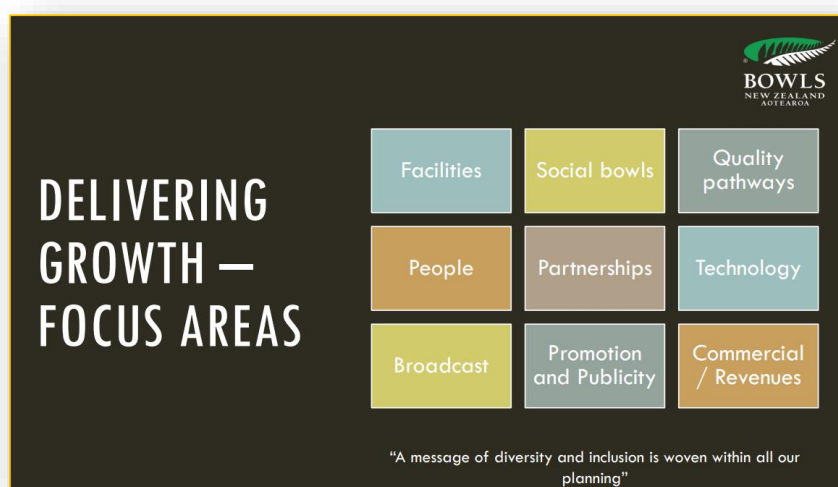 BOWLS
NEW ZEALAND
AOTEAROA
DELIVERING
GROWTH –
FOCUS AREAS
Facilities
Social bowls
Quality
pathways
People
Partnerships
Technology
Broadcast
Promotion
and Publicity
Commercial
/ Revenues
“A message of diversity and inclusion is woven within all our
planning”